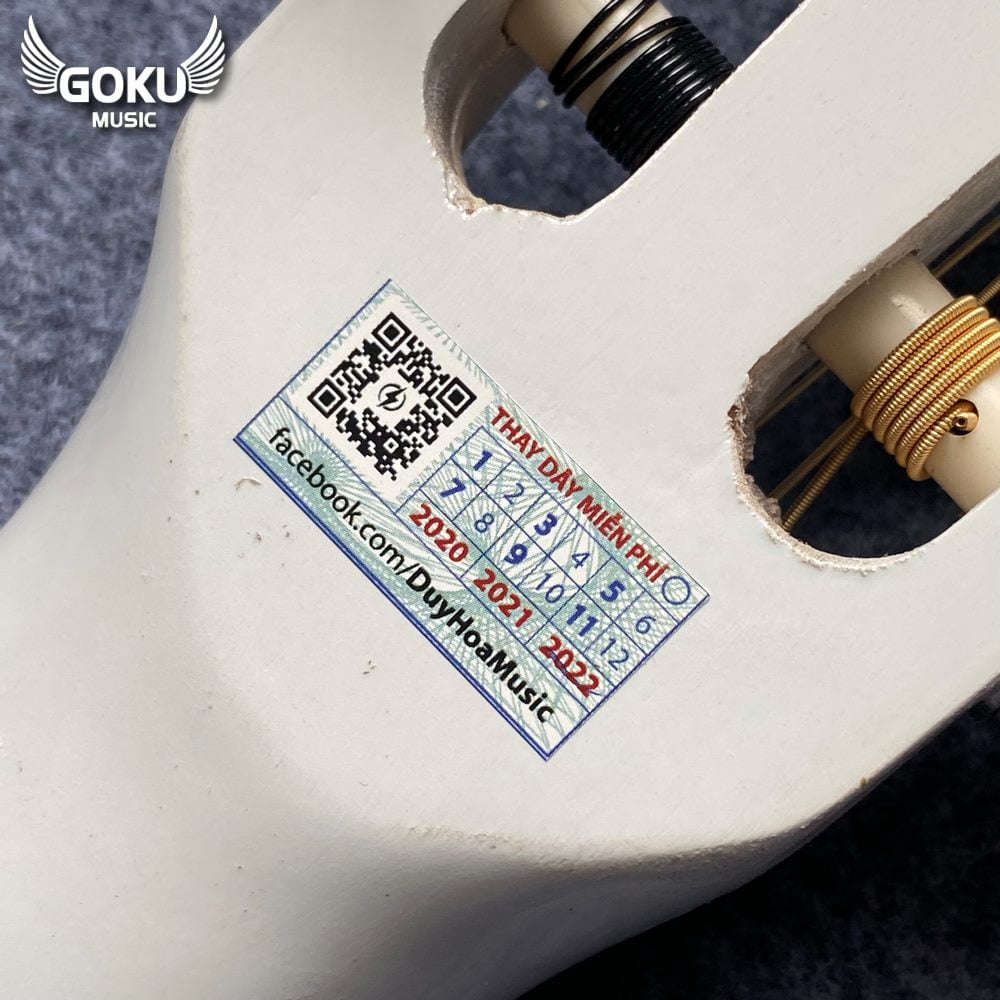 GOKU
MUSIC
THAY DÂY MIỄN PHÍ
1 2 3 4 5 6
7 8 9 10 11 12
2020 2021 2022
facebook.com/DuyHoaMusic